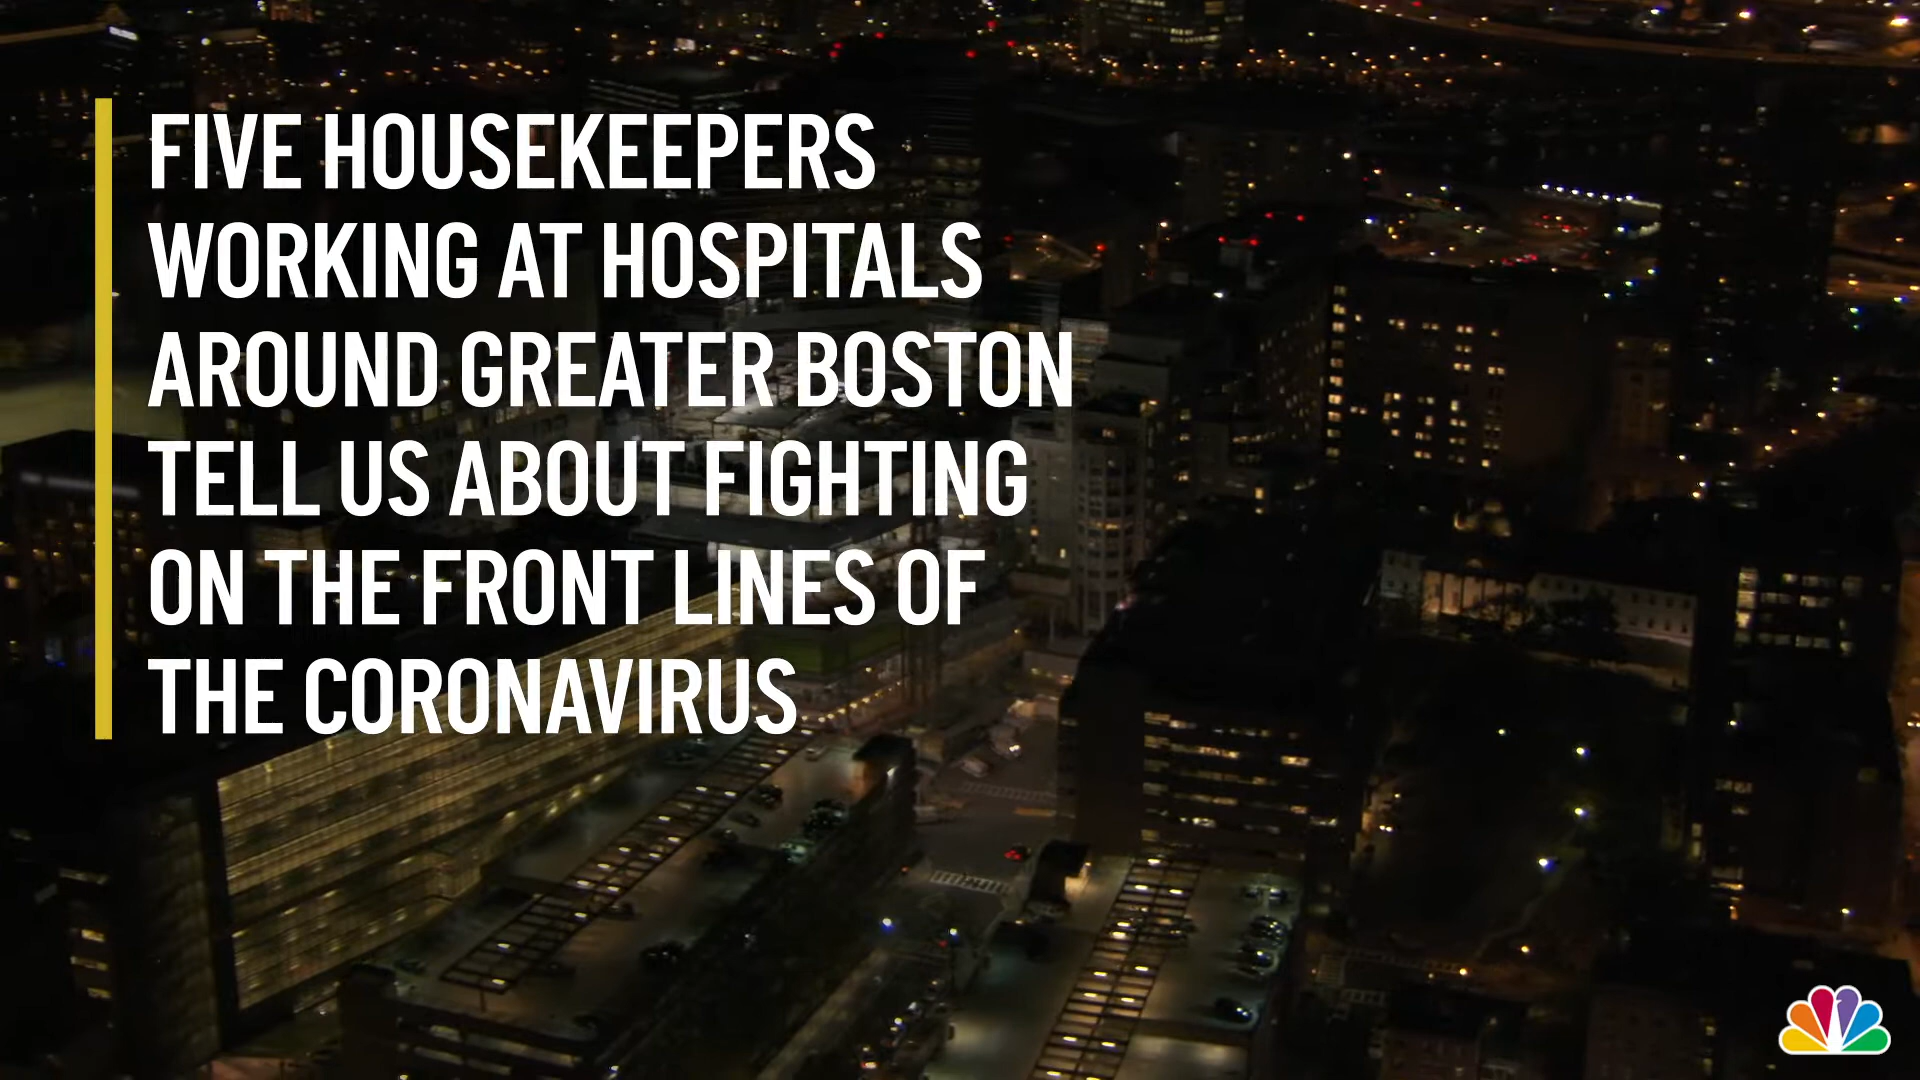 FIVE HOUSEKEEPERS
WORKING AT HOSPITALS
AROUND GREATER BOSTON
TELL US ABOUT FIGHTING
ON THE FRONT LINES OF
THE CORONAVIRUS